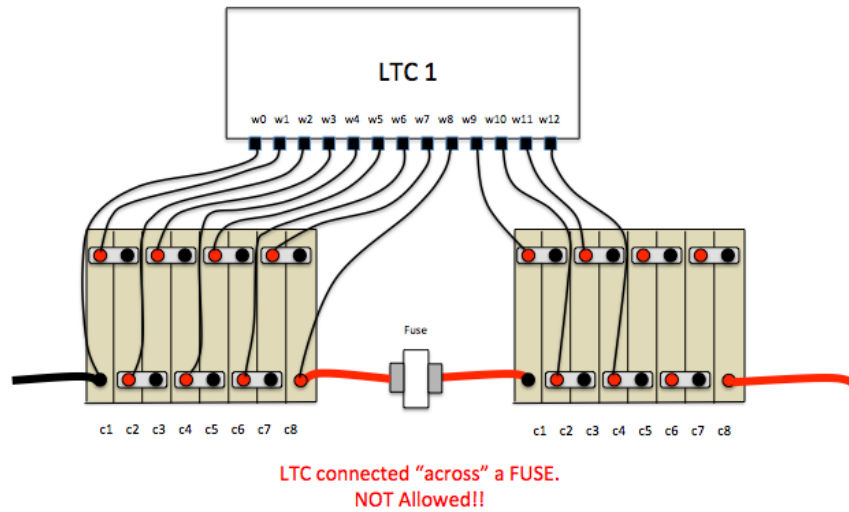 LTC 1
w0 w1 w2 w3 w4 w5 w6 w7 w8 w9 w10 w11 w12
Fuse
c1 c2 c3 c4 c5 c6 c7 c8
c1 c2 c3 c4 c5 c6 c7 c8
LTC connected “across” a FUSE.
NOT Allowed!!